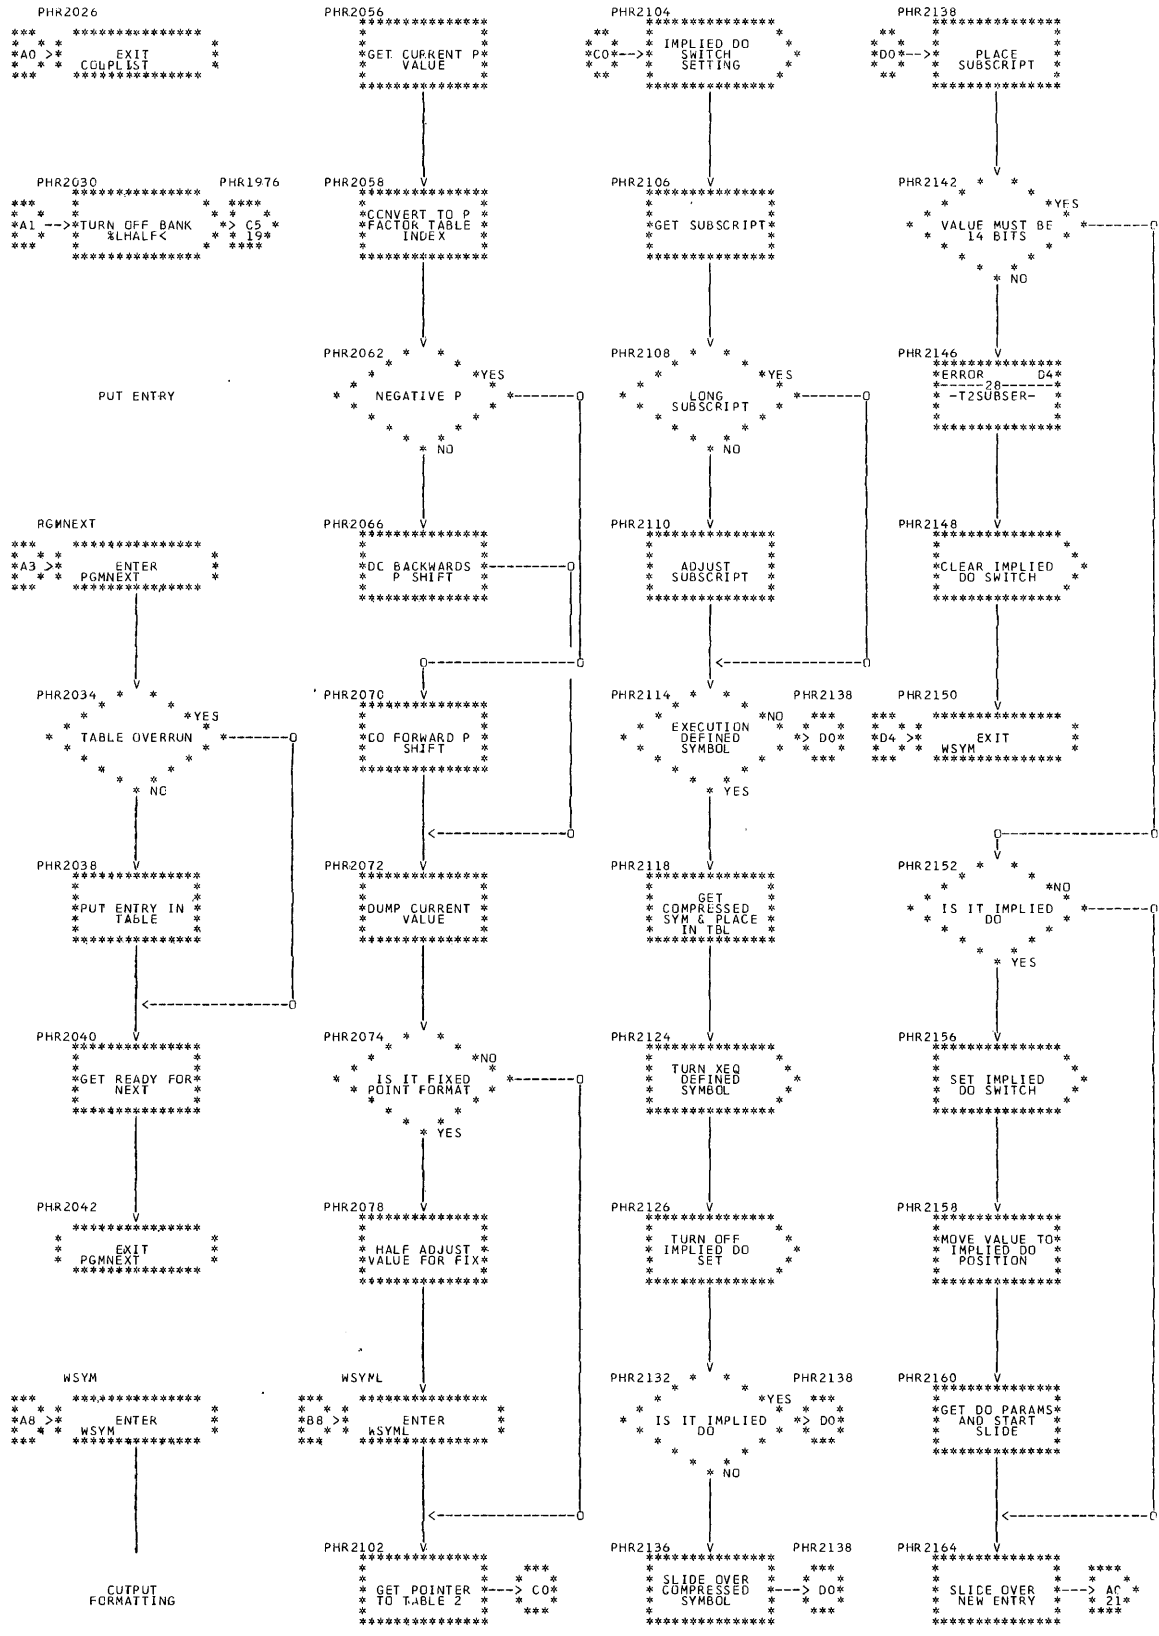 PHR2026
A0
EXIT
COUPLIST
PHR2030
A1
TURN OFF BANK
%LHALF<
PHR1976
C5
19
PUT ENTRY
RGMNEXT
A3
ENTER
PGMNEXT
PHR2034
TABLE OVERRUN
YES
NO
PHR2038
PUT ENTRY IN
TABLE
PHR2040
GET READY FOR
NEXT
PHR2042
EXIT
PGMNEXT
WSYM
A8
ENTER
WSYM
CUTPUT
FORMATTING
PHR2056
GET CURRENT P
VALUE
PHR2058
CCNVERT TO P
FACTOR TABLE
INDEX
PHR2062
NEGATIVE P
YES
NO
PHR2066
DC BACKWARDS
P SHIFT
PHR2070
CO FORWARD P
SHIFT
PHR2072
DUMP CURRENT
VALUE
PHR2074
IS IT FIXED
POINT FORMAT
NO
YES
PHR2078
HALF ADJUST
VALUE FOR FIX
WSYML
B8
ENTER
WSYML
PHR2102
GET POINTER
TO TABLE 2
C0
PHR2104
C0
IMPLIED DO
SWITCH
SETTING
PHR2106
GET SUBSCRIPT
PHR2108
LONG
SUBSCRIPT
YES
NO
PHR2110
ADJUST
SUBSCRIPT
PHR2114
EXECUTION
DEFINED
SYMBOL
NO
YES
PHR2138
D0
PHR2118
GET
COMPRESSED
SYM & PLACE
IN TBL
PHR2124
TURN XEQ
DEFINED
SYMBOL
PHR2126
TURN OFF
IMPLIED DO
SET
PHR2132
IS IT IMPLIED
DO
YES
NO
PHR2138
D0
PHR2136
SLIDE OVER
COMPRESSED
SYMBOL
PHR2138
D0
PHR2138
D0
PLACE
SUBSCRIPT
PHR2142
VALUE MUST BE
14 BITS
YES
NO
PHR2146
ERROR D4
28
-T2SUBSER-
PHR2148
CLEAR IMPLIED
DO SWITCH
PHR2150
D4
EXIT
WSYM
PHR2152
IS IT IMPLIED
DO
NO
YES
PHR2156
SET IMPLIED
DO SWITCH
PHR2158
MOVE VALUE TO
IMPLIED DO
POSITION
PHR2160
GET DO PARAMS
AND START
SLIDE
PHR2164
SLIDE OVER
NEW ENTRY
A0
21